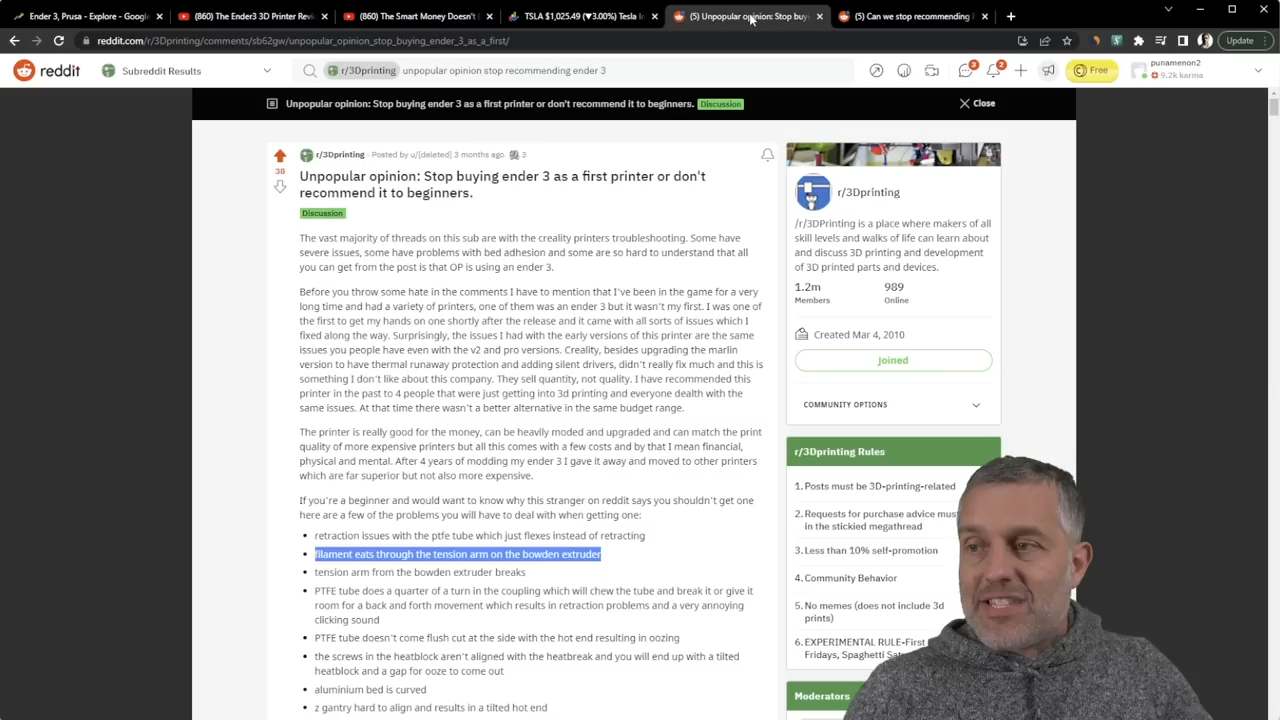 Ender 3, Prusa - Explore - Google
(860) The Ender3 3D Printer Revi
(860) The Smart Money Doesn't
TSLA $1,025.49 (▼3.00%) Tesla In
(5) Unpopular opinion: Stop buy
(5) Can we stop recommending
reddit.com/r/3Dprinting/comments/sb62gw/unpopular_opinion_stop_buying_ender_3_as_a_first/
Update
reddit
Subreddit Results
r/3Dprinting
unpopular opinion stop recommending ender 3
3
2
Free
punamenon2
9.2k karma
Unpopular opinion: Stop buying ender 3 as a first printer or don't recommend it to beginners. Discussion
Close
38
r/3Dprinting · Posted by u/[deleted] 3 months ago 3
Unpopular opinion: Stop buying ender 3 as a first printer or don't
recommend it to beginners.
Discussion
The vast majority of threads on this sub are with the creality printers troubleshooting. Some have
severe issues, some have problems with bed adhesion and some are so hard to understand that all
you can get from the post is that OP is using an ender 3.
Before you throw some hate in the comments I have to mention that I've been in the game for a very
long time and had a variety of printers, one of them was an ender 3 but it wasn't my first. I was one of
the first to get my hands on one shortly after the release and it came with all sorts of issues which I
fixed along the way. Surprisingly, the issues I had with the early versions of this printer are the same
issues you people have even with the v2 and pro versions. Creality, besides upgrading the marlin
version to have thermal runaway protection and adding silent drivers, didn't really fix much and this is
something I don't like about this company. They sell quantity, not quality. I have recommended this
printer in the past to 4 people that were just getting into 3d printing and everyone dealth with the
same issues. At that time there wasn't a better alternative in the same budget range.
The printer is really good for the money, can be heavily moded and upgraded and can match the print
quality of more expensive printers but all this comes with a few costs and by that I mean financial,
physical and mental. After 4 years of modding my ender 3 I gave it away and moved to other printers
which are far superior but not also more expensive.
If you're a beginner and would want to know why this stranger on reddit says you shouldn't get one
here are a few of the problems you will have to deal with when getting one:
• retraction issues with the ptfe tube which just flexes instead of retracting
• filament eats through the tension arm on the bowden extruder
• tension arm from the bowden extruder breaks
• PTFE tube does a quarter of a turn in the coupling which will chew the tube and break it or give it
room for a back and forth movement which results in retraction problems and a very annoying
clicking sound
• PTFE tube doesn't come flush cut at the side with the hot end resulting in oozing
• the screws in the heatblock aren't aligned with the heatbreak and you will end up with a tilted
heatblock and a gap for ooze to come out
• aluminium bed is curved
• z gantry hard to align and results in a tilted hot end
r/3Dprinting
/r/3DPrinting is a place where makers of all
skill levels and walks of life can learn about
and discuss 3D printing and development
of 3D printed parts and devices.
1.2m
989
Members
Online
Created Mar 4, 2010
Joined
COMMUNITY OPTIONS
r/3Dprinting Rules
1. Posts must be 3D-printing-related
2. Requests for purchase advice mus
in the stickied megathread
3. Less than 10% self-promotion
4. Community Behavior
5. No memes (does not include 3d
prints)
6. EXPERIMENTAL RULE-First
Fridays, Spaghetti Sat
Moderators